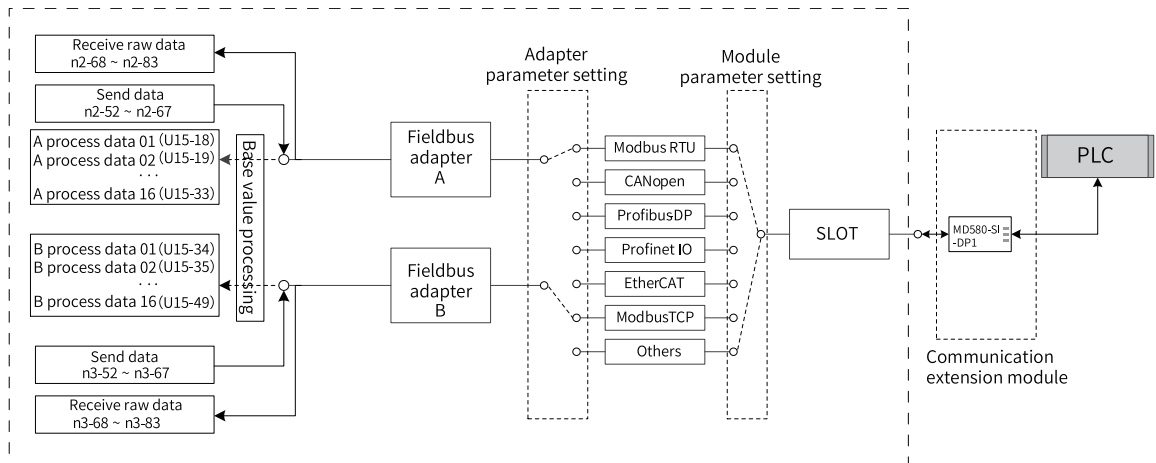 Receive raw data
n2-68 ~ n2-83
Send data
n2-52 ~ n2-67
A process data 01 (U15-18)
A process data 02 (U15-19)
...
A process data 16 (U15-33)
B process data 01 (U15-34)
B process data 02 (U15-35)
...
B process data 16 (U15-49)
Send data
n3-52 ~ n3-67
Receive raw data
n3-68 ~ n3-83
Base value processing
Fieldbus
adapter
A
Fieldbus
adapter
B
Adapter
parameter setting
Modbus RTU
CANopen
ProfibusDP
Profinet IO
EtherCAT
ModbusTCP
Others
Module
parameter setting
SLOT
MD580-SI
-DP1
Communication
extension module
PLC